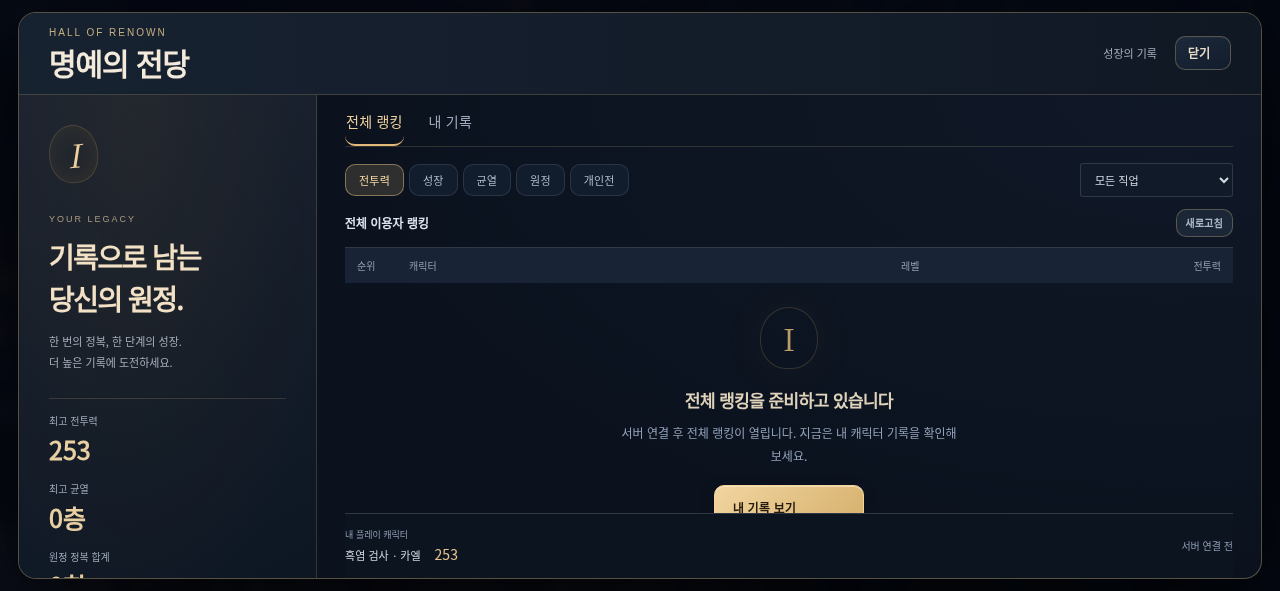 HALL OF RENOWN
명예의 전당
성장의 기록
닫기
I
YOUR LEGACY
기록으로 남는
당신의 원정.
한 번의 정복, 한 단계의 성장.
더 높은 기록에 도전하세요.
최고 전투력
253
최고 균열
0층
원정 정복 합계
전체 랭킹 내 기록
전투력 성장 균열 원정 개인전 모든 직업
전체 이용자 랭킹 새로고침
순위 캐릭터 레벨 전투력
I
전체 랭킹을 준비하고 있습니다
서버 연결 후 전체 랭킹이 열립니다. 지금은 내 캐릭터 기록을 확인해
보세요.
내 기록 보기
내 플레이 캐릭터
흑염 검사 · 카엘 253
서버 연결 전